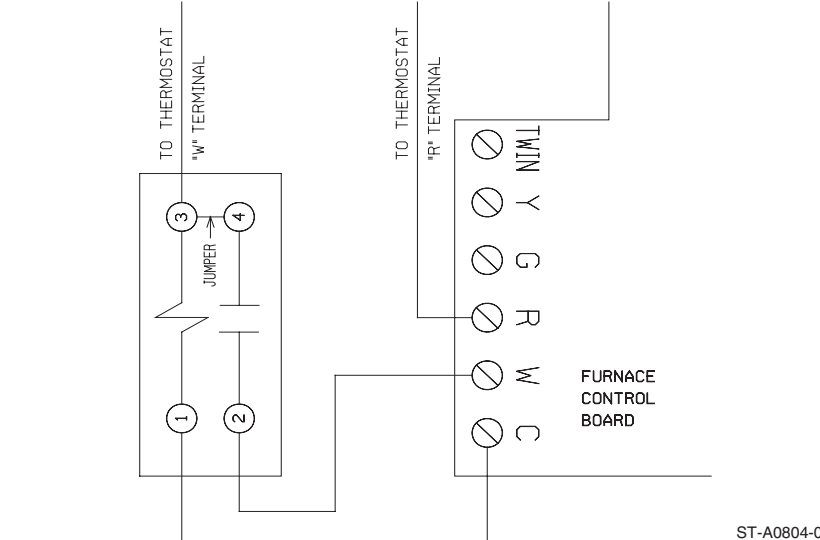 TO THERMOSTAT
"W" TERMINAL
TO THERMOSTAT
"R" TERMINAL
TWIN
Y
G
R
W
C
3
4
JUMPER
1
2
FURNACE
CONTROL
BOARD
ST-A0804-0